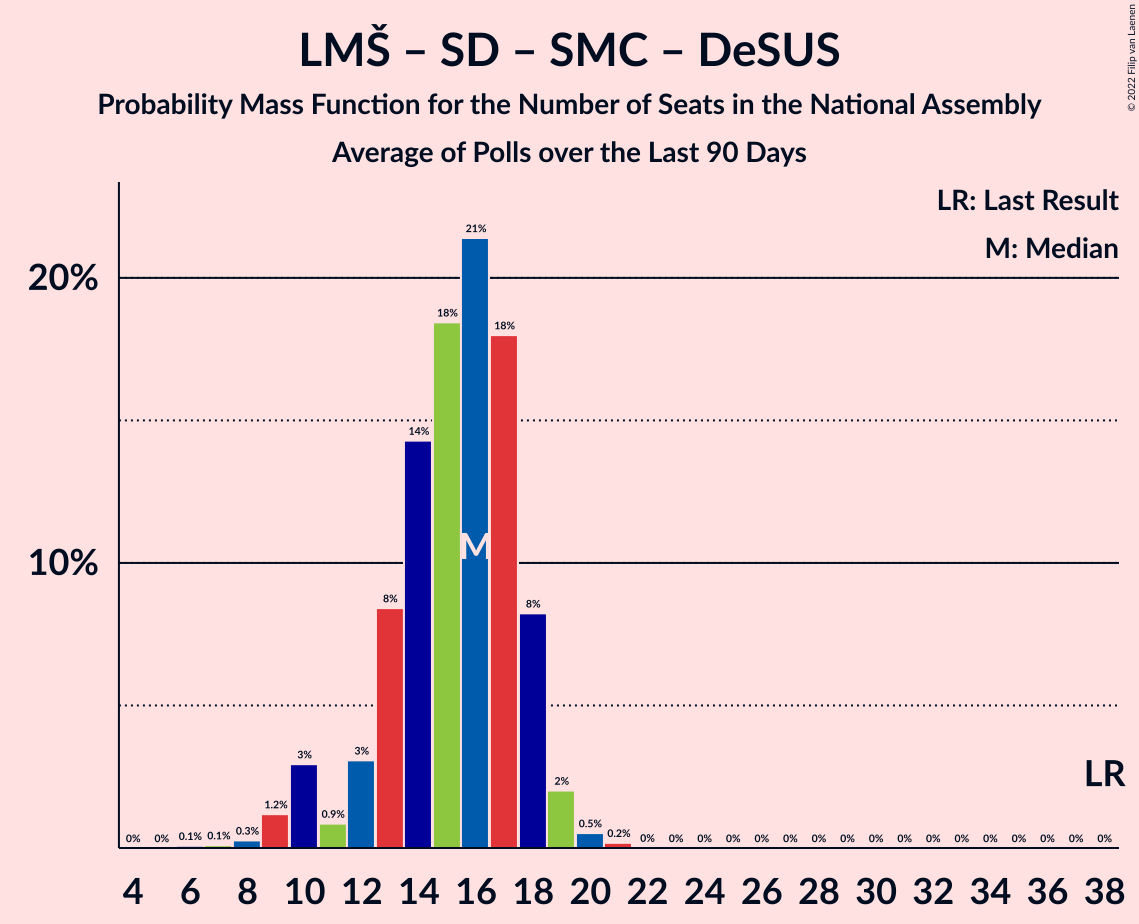 LMŠ – SD – SMC – DeSUS
Probability Mass Function for the Number of Seats in the National Assembly
Average of Polls over the Last 90 Days
© 2022 Filip van Laenen
LR: Last Result
M: Median
20%
10%
0% 0% 0.1% 0.1% 0.3% 1.2% 3% 0.9% 3% 8% 14% 18% 21% 18% 8% 2% 0.5% 0.2% 0% 0% 0% 0% 0% 0% 0% 0% 0% 0% 0% 0% 0% 0% 0% 0% 0%
M
LR
4 6 8 10 12 14 16 18 20 22 24 26 28 30 32 34 36 38